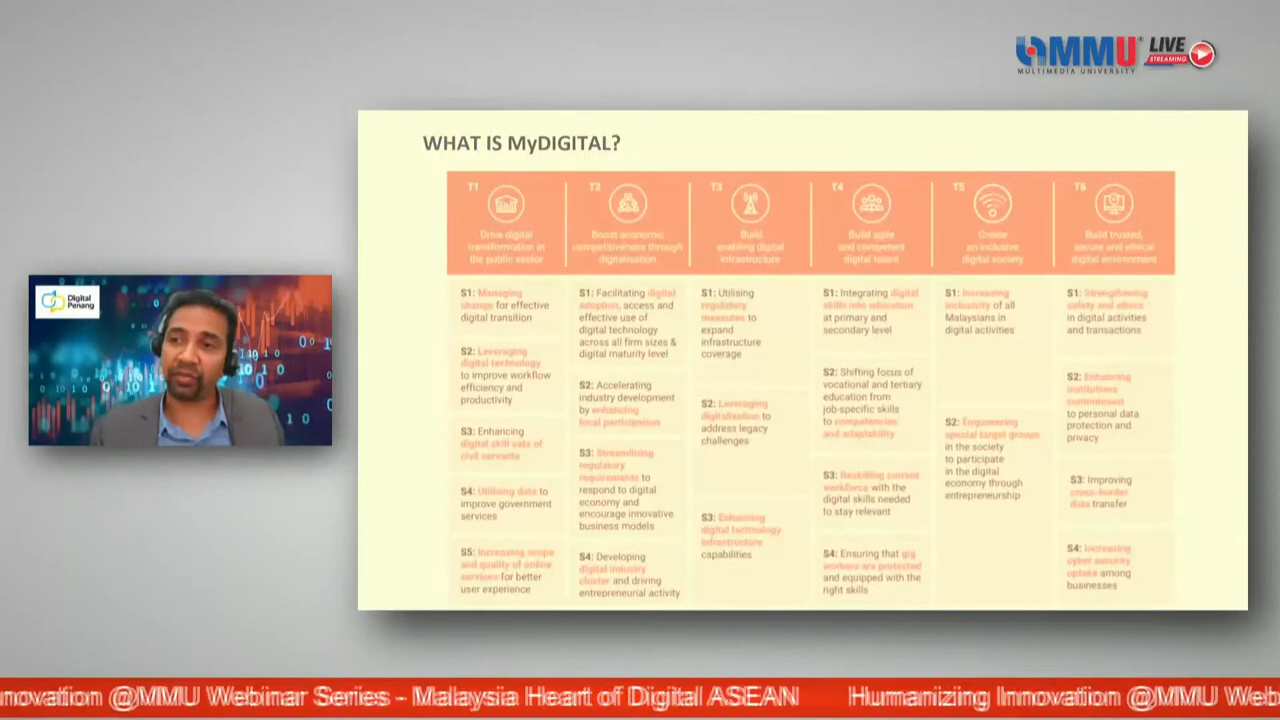 MMU
MULTIMEDIA UNIVERSITY
LIVE
STREAMING
WHAT IS MyDIGITAL?
T1
Drive digital
transformation in
the public sector
T2
Boost economic
competitiveness through
digitalisation
T3
Build
enabling digital
infrastructure
T4
Build agile
and competent
digital talent
T5
Create
an inclusive
digital society
T6
Build trusted,
secure and ethical
digital environment
S1: Managing
change for effective
digital transition
S2: Leveraging
digital technology
to improve workflow
efficiency and
productivity
S3: Enhancing
digital skill sets of
civil servants
S4: Utilising data to
improve government
services
S5: Increasing scope
and quality of online
services for better
user experience
S1: Facilitating digital
adoption, access and
effective use of
digital technology
across all firm sizes &
digital maturity level
S2: Accelerating
industry development
by enhancing
local participation
S3: Streamlining
regulatory
requirements to
respond to digital
economy and
encourage innovative
business models
S4: Developing
digital industry
cluster and driving
entrepreneurial activity
S1: Utilising
regulatory
measures to
expand
infrastructure
coverage
S2: Leveraging
digitalisation to
address legacy
challenges
S3: Enhancing
digital technology
infrastructure
capabilities
S1: Integrating digital
skills into education
at primary and
secondary level
S2: Shifting focus of
vocational and tertiary
education from
job-specific skills
to competencies
and adaptability
S3: Reskilling current
workforce with the
digital skills needed
to stay relevant
S4: Ensuring that gig
workers are protected
and equipped with the
right skills
S1: Increasing
inclusivity of all
Malaysians in
digital activities
S2: Empowering
special target groups
in the society
to participate
in the digital
economy through
entrepreneurship
S1: Strengthening
safety and ethics
in digital activities
and transactions
S2: Enhancing
institutions
commitment
to personal data
protection and
privacy
S3: Improving
cross-border
data transfer
S4: Increasing
cyber security
uptake among
businesses
Digital
Penang
nnovation @MMU Webinar Series - Malaysia Heart of Digital ASEAN Humanizing Innovation @MMU Web